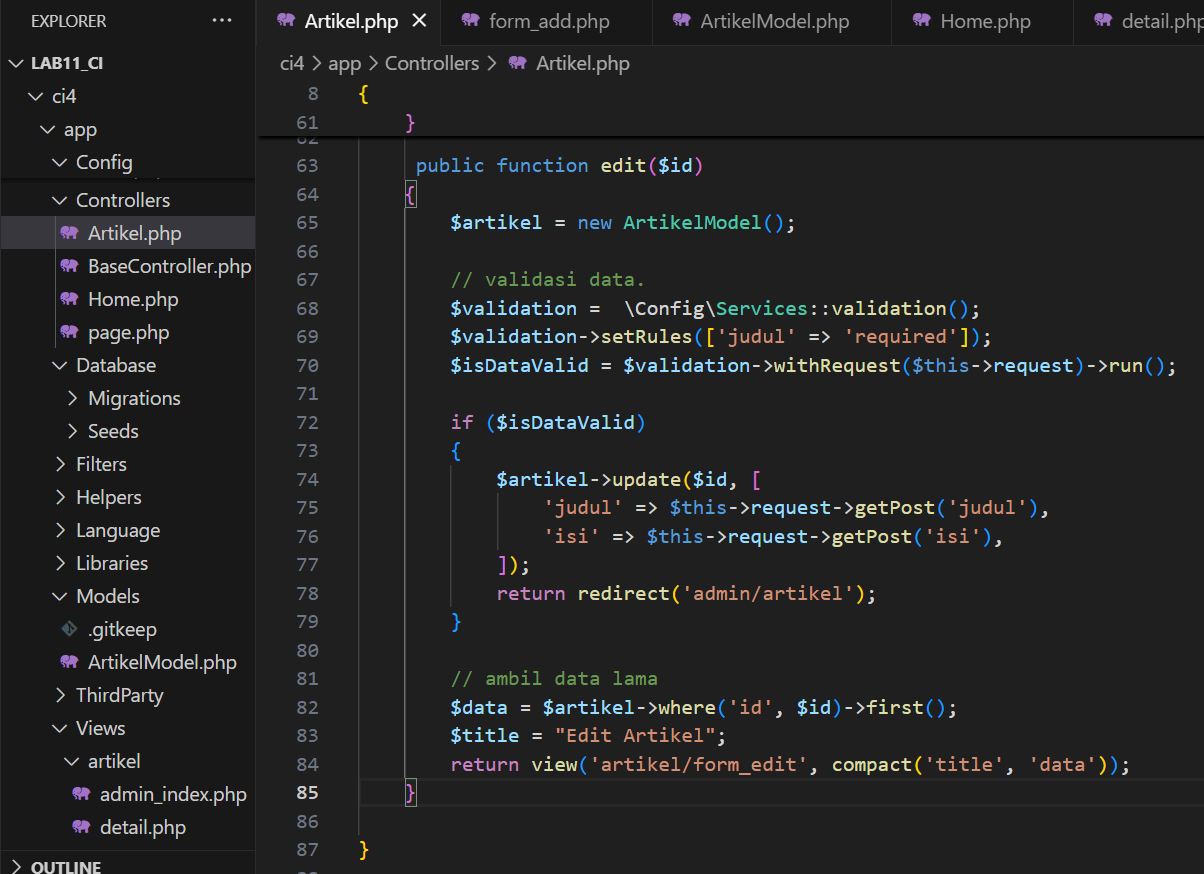 EXPLORER
···
Artikel.php
form_add.php
ArtikelModel.php
Home.php
detail.php
LAB11_CI
ci4
app
Config
Controllers
Artikel.php
BaseController.php
Home.php
page.php
Database
Migrations
Seeds
Filters
Helpers
Language
Libraries
Models
.gitkeep
ArtikelModel.php
ThirdParty
Views
artikel
admin_index.php
detail.php
OUTLINE
ci4 > app > Controllers > Artikel.php
8 {
61 }
62
63 public function edit($id)
64 {
65 $artikel = new ArtikelModel();
66
67 // validasi data.
68 $validation =  \Config\Services::validation();
69 $validation->setRules(['judul' => 'required']);
70 $isDataValid = $validation->withRequest($this->request)->run();
71
72 if ($isDataValid)
73 {
74 $artikel->update($id, [
75 'judul' => $this->request->getPost('judul'),
76 'isi' => $this->request->getPost('isi'),
77 ]);
78 return redirect('admin/artikel');
79 }
80
81 // ambil data lama
82 $data = $artikel->where('id', $id)->first();
83 $title = "Edit Artikel";
84 return view('artikel/form_edit', compact('title', 'data'));
85 }
86
87 }